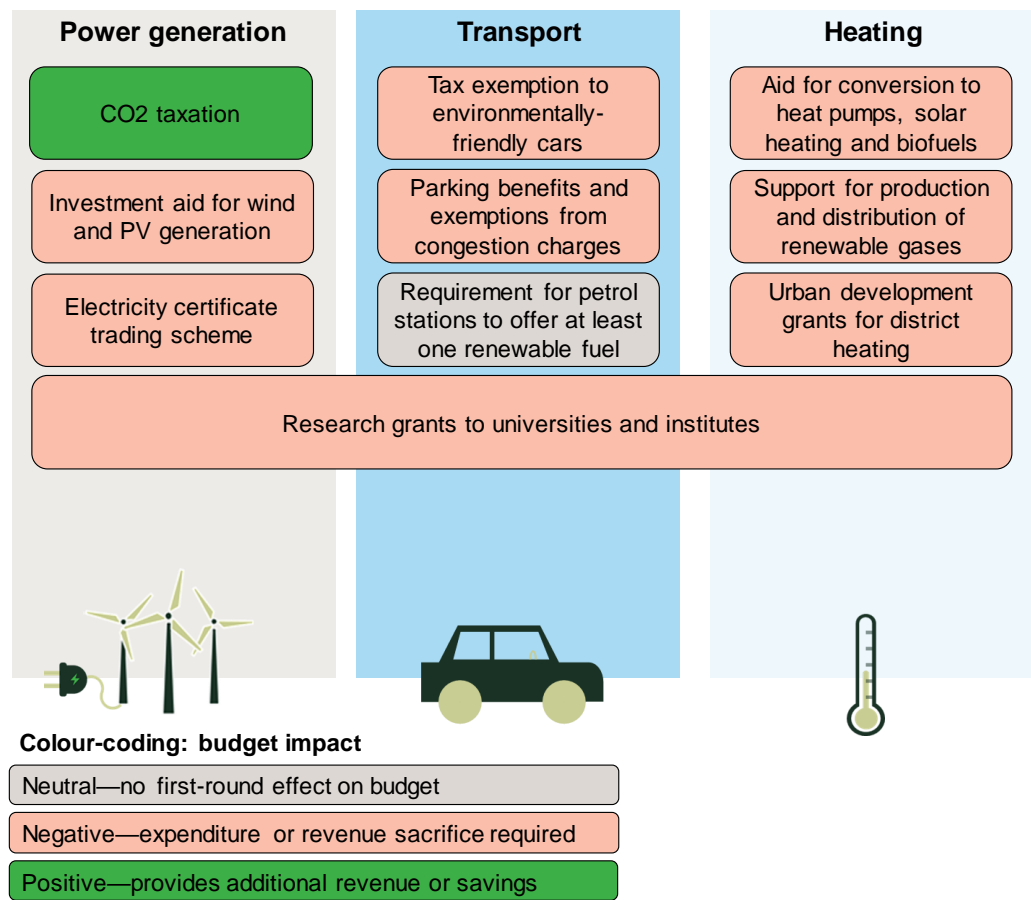 Power generation
CO2 taxation
Investment aid for wind
and PV generation
Electricity certificate
trading scheme
Transport
Tax exemption to
environmentally-
friendly cars
Parking benefits and
exemptions from
congestion charges
Requirement for petrol
stations to offer at least
one renewable fuel
Heating
Aid for conversion to
heat pumps, solar
heating and biofuels
Support for production
and distribution of
renewable gases
Urban development
grants for district
heating
Research grants to universities and institutes
Colour-coding: budget impact
Neutral—no first-round effect on budget
Negative—expenditure or revenue sacrifice required
Positive—provides additional revenue or savings